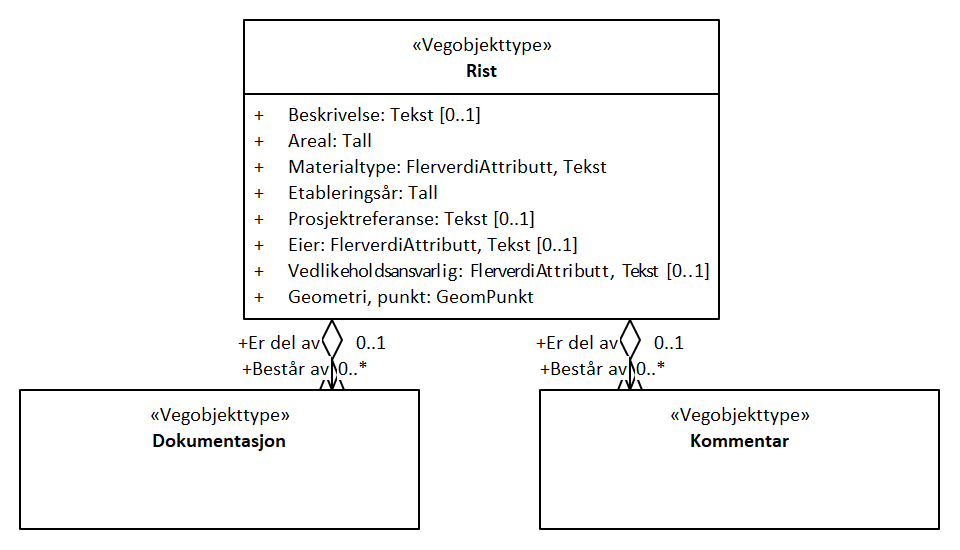 «Vegobjekttype»
Rist
+ Beskrivelse: Tekst [0..1]
+ Areal: Tall
+ Materialtype: FlerverdiAttributt, Tekst
+ Etableringsår: Tall
+ Prosjektreferanse: Tekst [0..1]
+ Eier: FlerverdiAttributt, Tekst [0..1]
+ Vedlikeholdsansvarlig: FlerverdiAttributt, Tekst [0..1]
+ Geometri, punkt: GeomPunkt
+Er del av 0..1 +Er del av 0..1
+Består av 0..* +Består av 0..*
«Vegobjekttype» «Vegobjekttype»
Dokumentasjon Kommentar